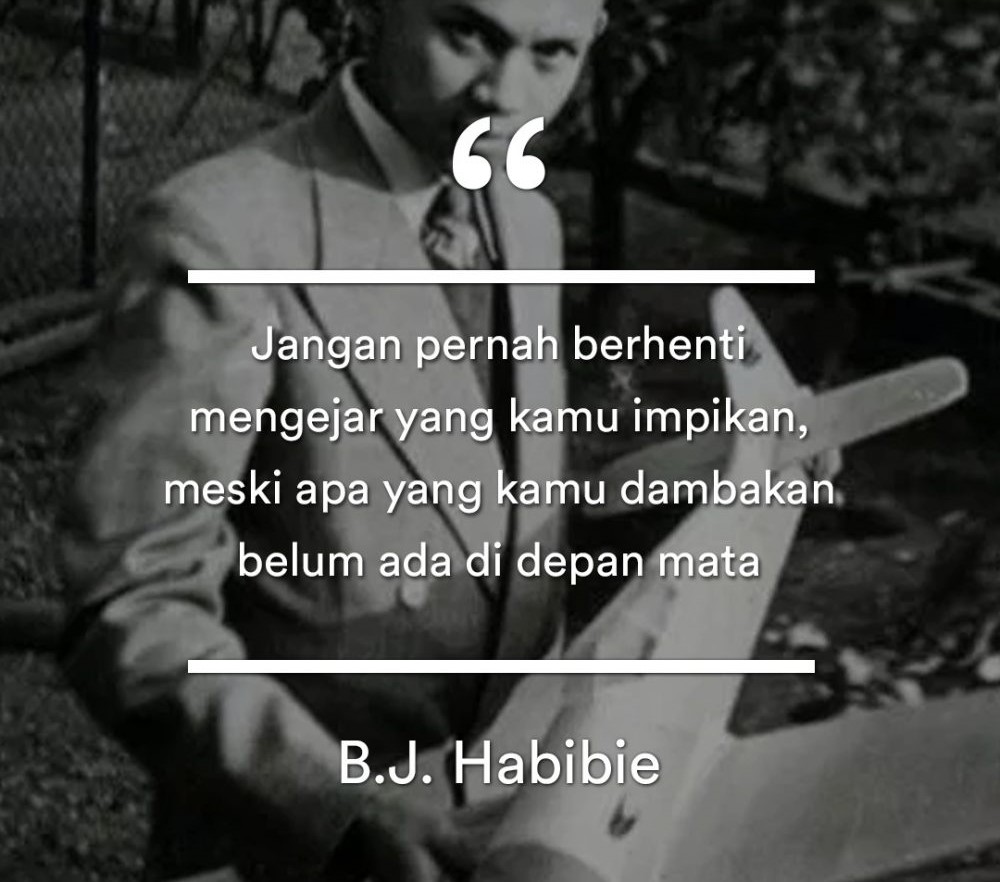 “
Jangan pernah berhenti
mengejar yang kamu impikan,
meski apa yang kamu dambakan
belum ada di depan mata
B.J. Habibie